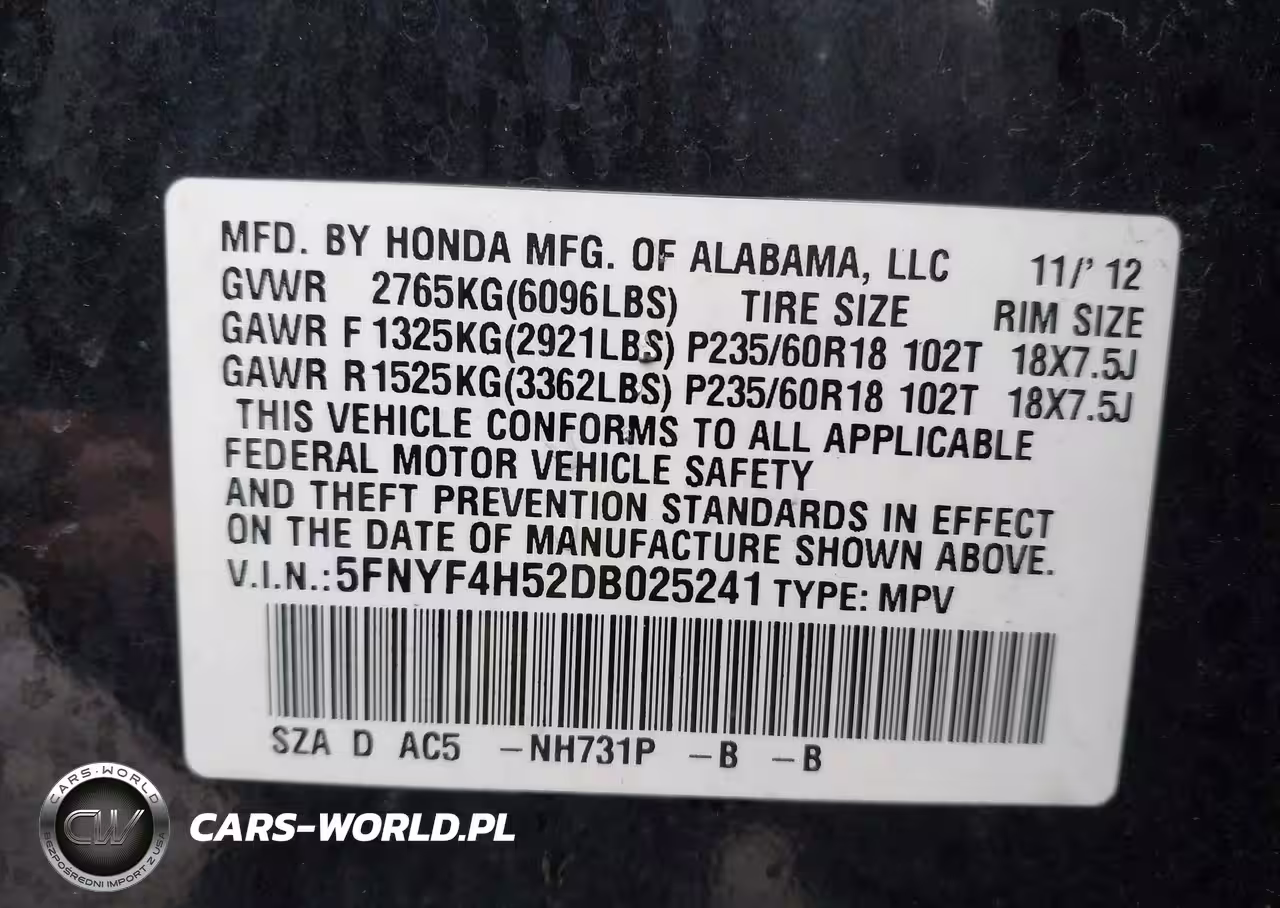 MFD. BY HONDA MFG. OF ALABAMA, LLC 11/' 12
GVWR 2765KG(6096LBS) TIRE SIZE RIM SIZE
GAWR F 1325KG(2921LBS) P235/60R18 102T 18X7.5J
GAWR R1525KG(3362LBS) P235/60R18 102T 18X7.5J
THIS VEHICLE CONFORMS TO ALL APPLICABLE
FEDERAL MOTOR VEHICLE SAFETY
AND THEFT PREVENTION STANDARDS IN EFFECT
ON THE DATE OF MANUFACTURE SHOWN ABOVE.
V.I.N.:5FNYF4H52DB025241 TYPE: MPV
SZA D AC5 -NH731P -B -B
CARS-WORLD
CW
BEZPOŚREDNI IMPORT Z USA
CARS-WORLD.PL